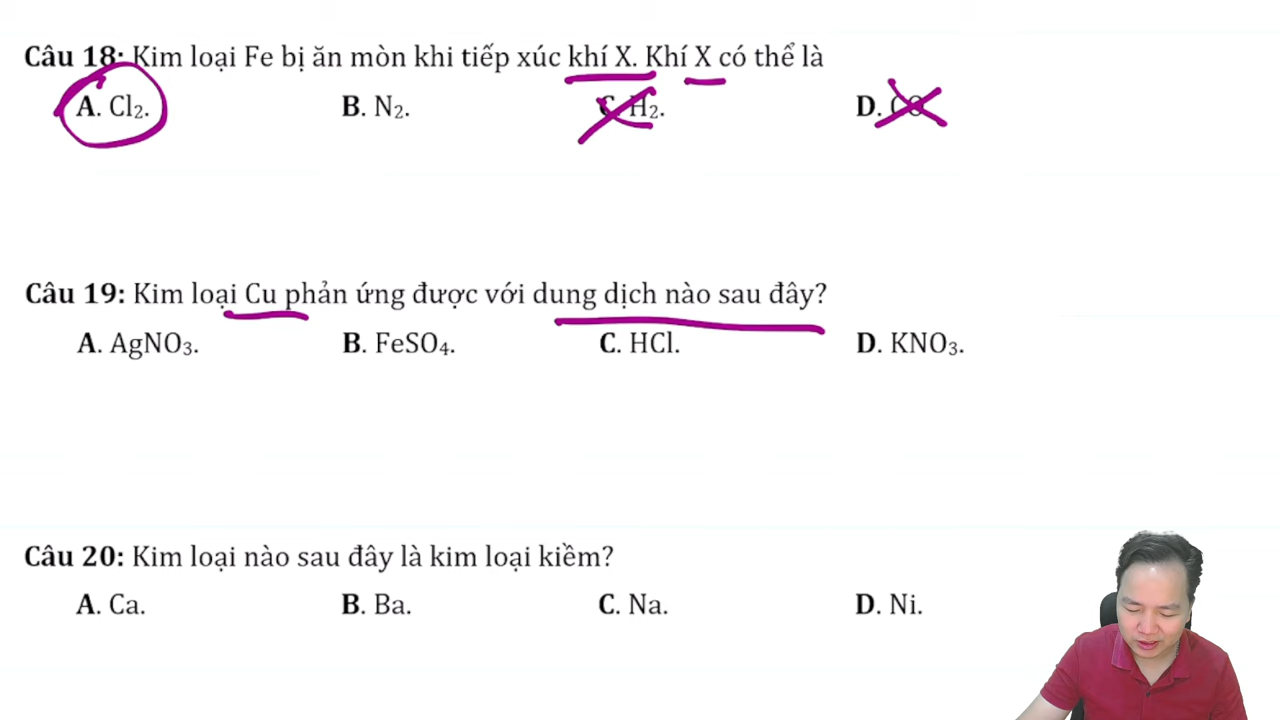 Câu 18: Kim loại Fe bị ăn mòn khi tiếp xúc khí X. Khí X có thể là
A. Cl₂. B. N₂. C. H₂. D. CO
Câu 19: Kim loại Cu phản ứng được với dung dịch nào sau đây?
A. AgNO₃. B. FeSO₄. C. HCl. D. KNO₃.
Câu 20: Kim loại nào sau đây là kim loại kiềm?
A. Ca. B. Ba. C. Na. D. Ni.